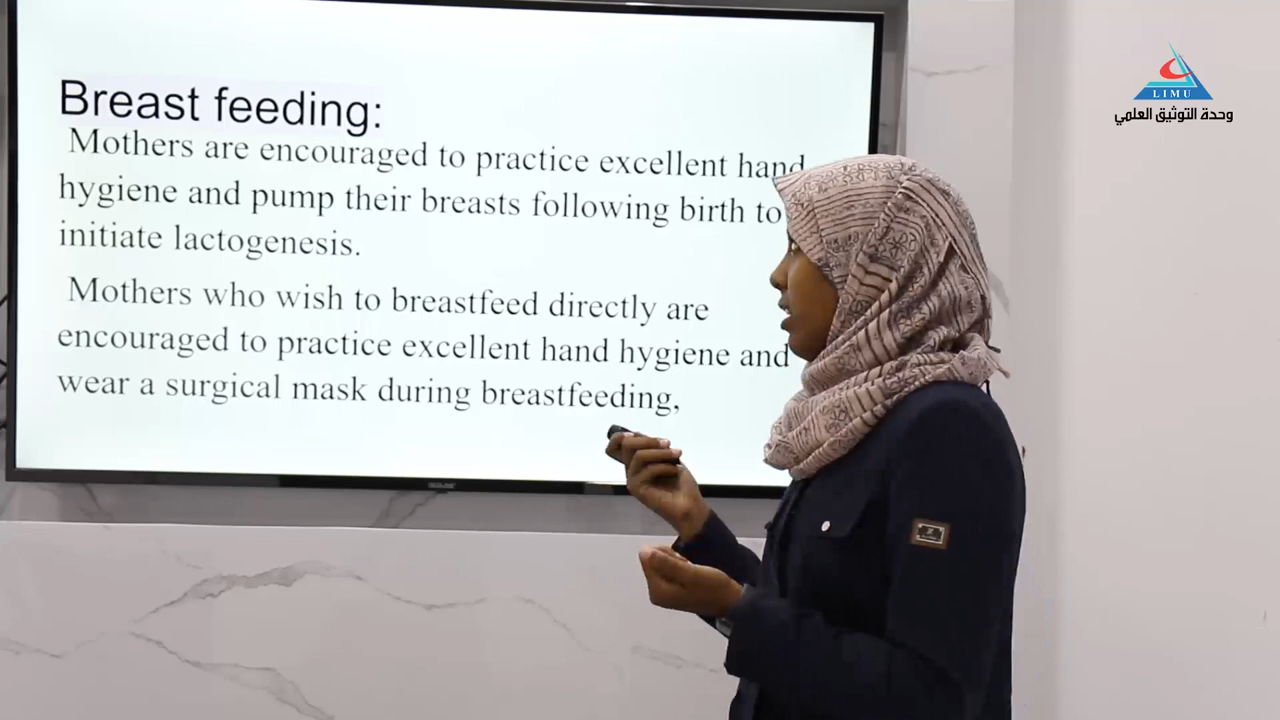 Breast feeding:
Mothers are encouraged to practice excellent hand
hygiene and pump their breasts following birth to
initiate lactogenesis.
Mothers who wish to breastfeed directly are
encouraged to practice excellent hand hygiene and
wear a surgical mask during breastfeeding,
LIMU
وحدة التوثيق العلمي